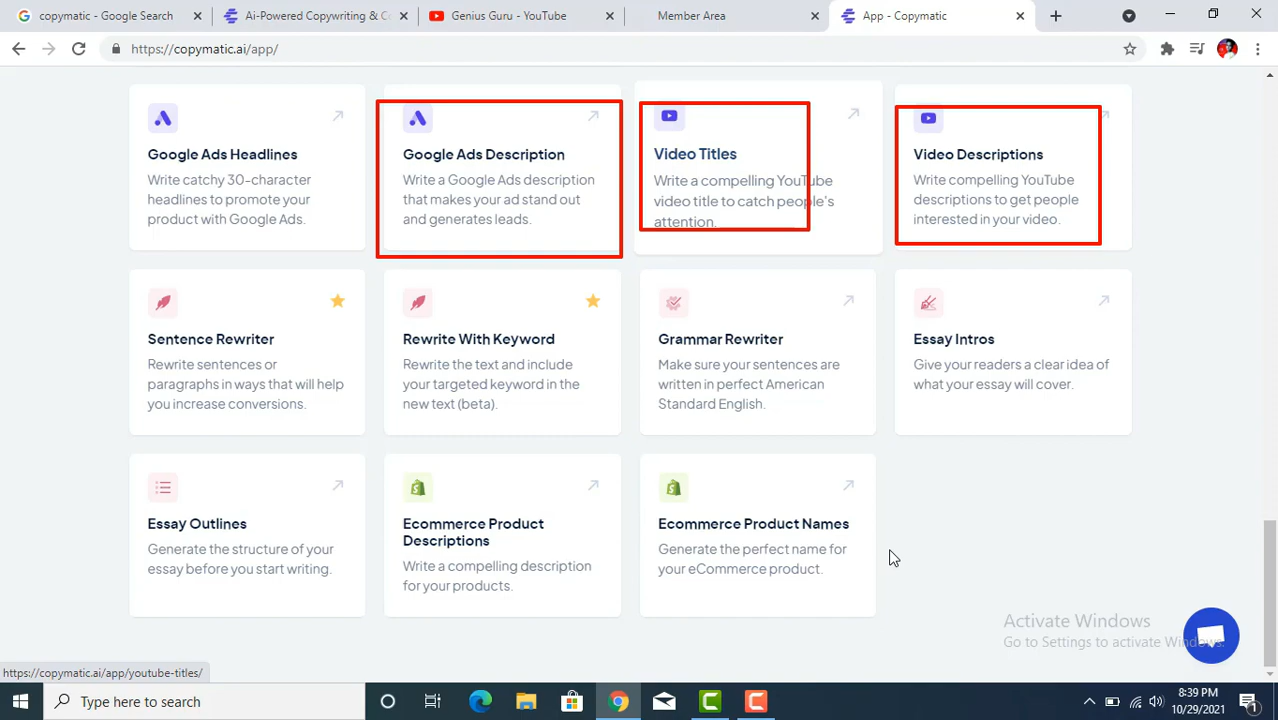 copymatic - Google Search
Ai-Powered Copywriting & C
Genius Guru - YouTube
Member Area
App - Copymatic
https://copymatic.ai/app/
Google Ads Headlines
Write catchy 30-character
headlines to promote your
product with Google Ads.
Google Ads Description
Write a Google Ads description
that makes your ad stand out
and generates leads.
Video Titles
Write a compelling YouTube
video title to catch people's
attention.
Video Descriptions
Write compelling YouTube
descriptions to get people
interested in your video.
Sentence Rewriter
Rewrite sentences or
paragraphs in ways that will help
you increase conversions.
Rewrite With Keyword
Rewrite the text and include
your targeted keyword in the
new text (beta).
Grammar Rewriter
Make sure your sentences are
written in perfect American
Standard English.
Essay Intros
Give your readers a clear idea of
what your essay will cover.
Essay Outlines
Generate the structure of your
essay before you start writing.
Ecommerce Product
Descriptions
Write a compelling description
for your products.
Ecommerce Product Names
Generate the perfect name for
your eCommerce product.
Activate Windows
Go to Settings to activate Windows.
https://copymatic.ai/app/youtube-titles/
Type here to search
8:39 PM
10/29/2021
1